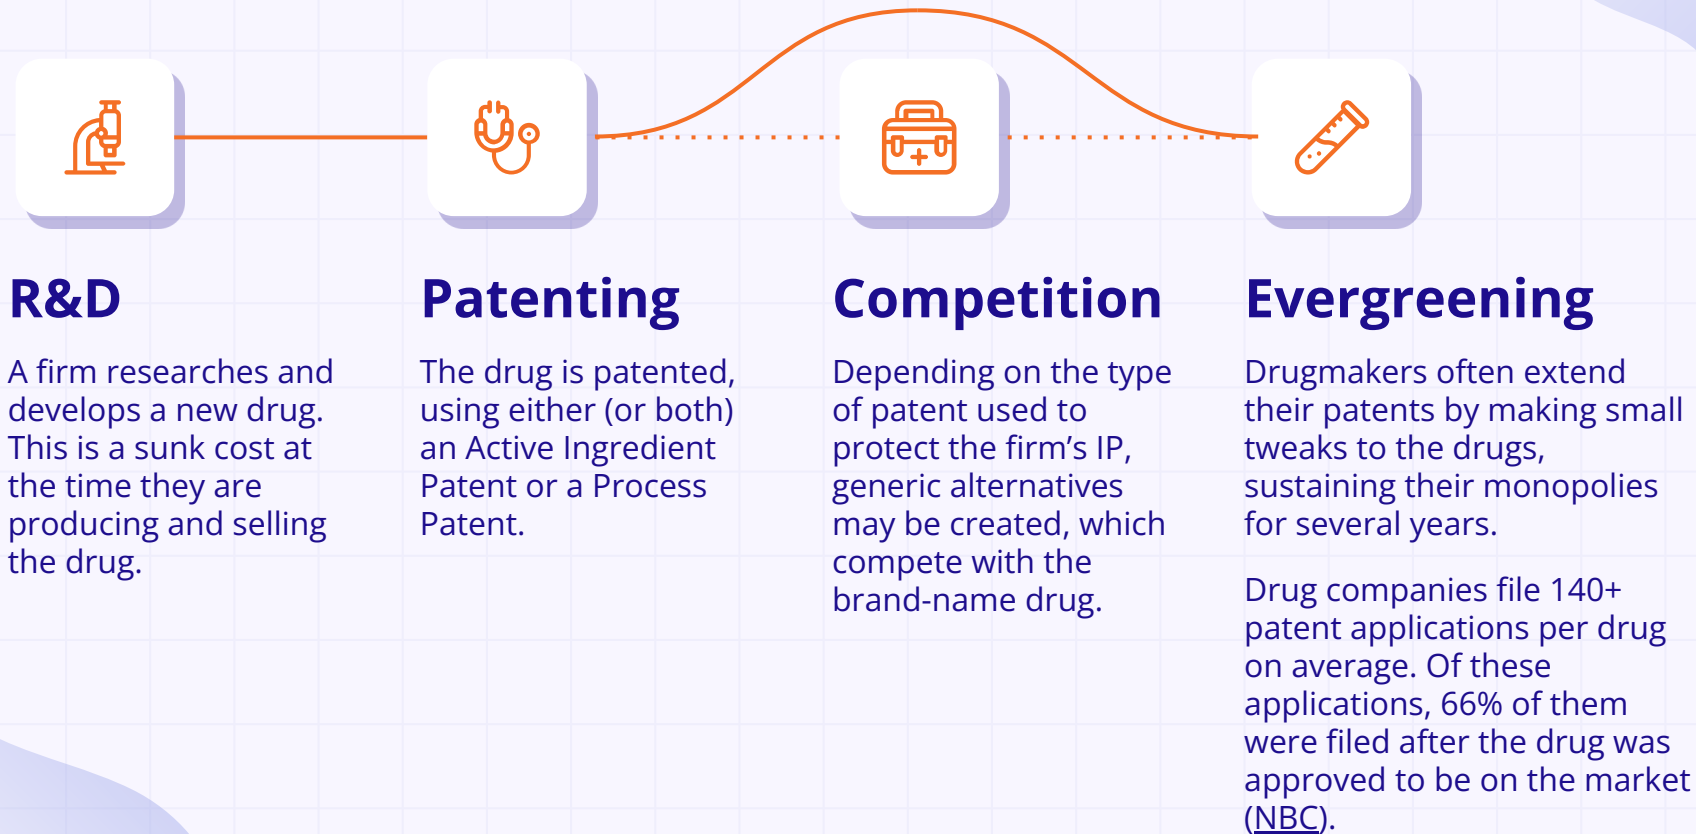 R&D
A firm researches and
develops a new drug.
This is a sunk cost at
the time they are
producing and selling
the drug.
Patenting
The drug is patented,
using either (or both)
an Active Ingredient
Patent or a Process
Patent.
Competition
Depending on the type
of patent used to
protect the firm’s IP,
generic alternatives
may be created, which
compete with the
brand-name drug.
Evergreening
Drugmakers often extend
their patents by making small
tweaks to the drugs,
sustaining their monopolies
for several years.
Drug companies file 140+
patent applications per drug
on average. Of these
applications, 66% of them
were filed after the drug was
approved to be on the market
(NBC).